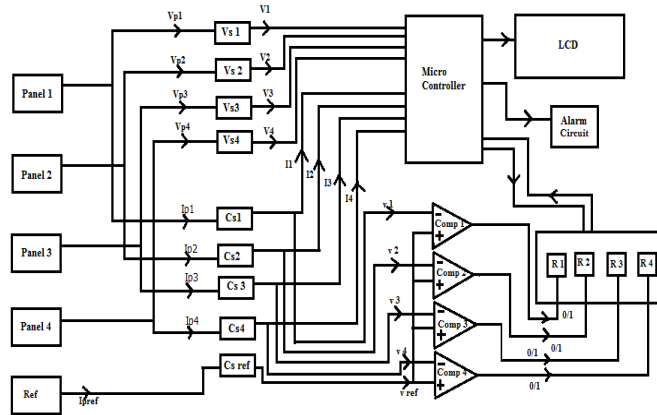 Vp1
Vs 1
V1
Vp2
Vs 2
V2
Vp3
Vs3
V3
Vp4
Vs4
V4
Panel 1
Panel 2
Panel 3
Panel 4
Ref
Micro
Controller
LCD
Alarm
Circuit
I1
I2
I3
I4
Ip1
Cs1
Ip2
Cs2
Ip3
Cs 3
Ip4
Cs4
Ipref
Cs ref
v 1
v 2
v 3
v 4
v ref
Comp 1
Comp 2
Comp 3
Comp 4
R 1
R 2
R 3
R 4
0/1
0/1
0/1
0/1